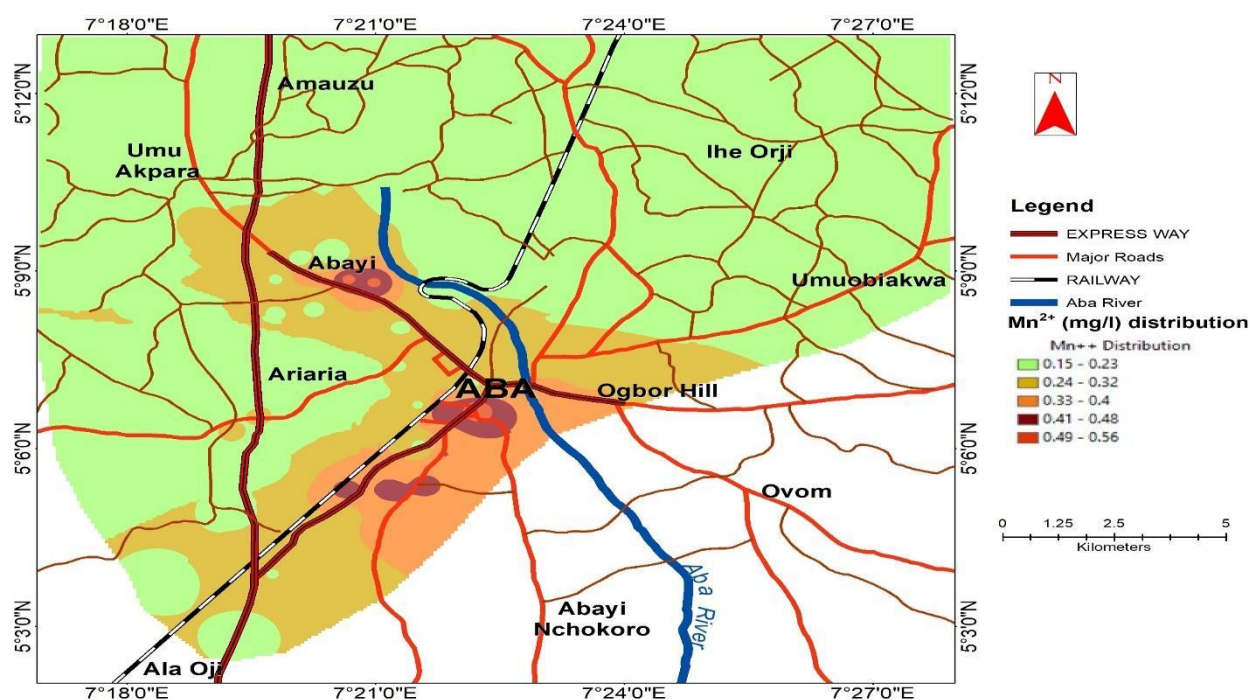 7°18'0"E 7°21'0"E 7°24'0"E 7°27'0"E
5°12'0"N
5°12'0"N
Amauzu
Umu
Akpara
Ihe Orji
N
Legend
EXPRESS WAY
Major Roads
RAILWAY
Aba River
Mn2+ (mg/l) distribution
Mn++ Distribution
0.15 - 0.23
0.24 - 0.32
0.33 - 0.4
0.41 - 0.48
0.49 - 0.56
5°9'0"N
5°9'0"N
Abayi
Umuobiakwa
Ariaria
ABA
Ogbor Hill
5°6'0"N
5°6'0"N
Ovom
0 1.25 2.5 5
Kilometers
Aba River
Abayi
Nchokoro
5°3'0"N
5°3'0"N
Ala Oji
7°18'0"E 7°21'0"E 7°24'0"E 7°27'0"E